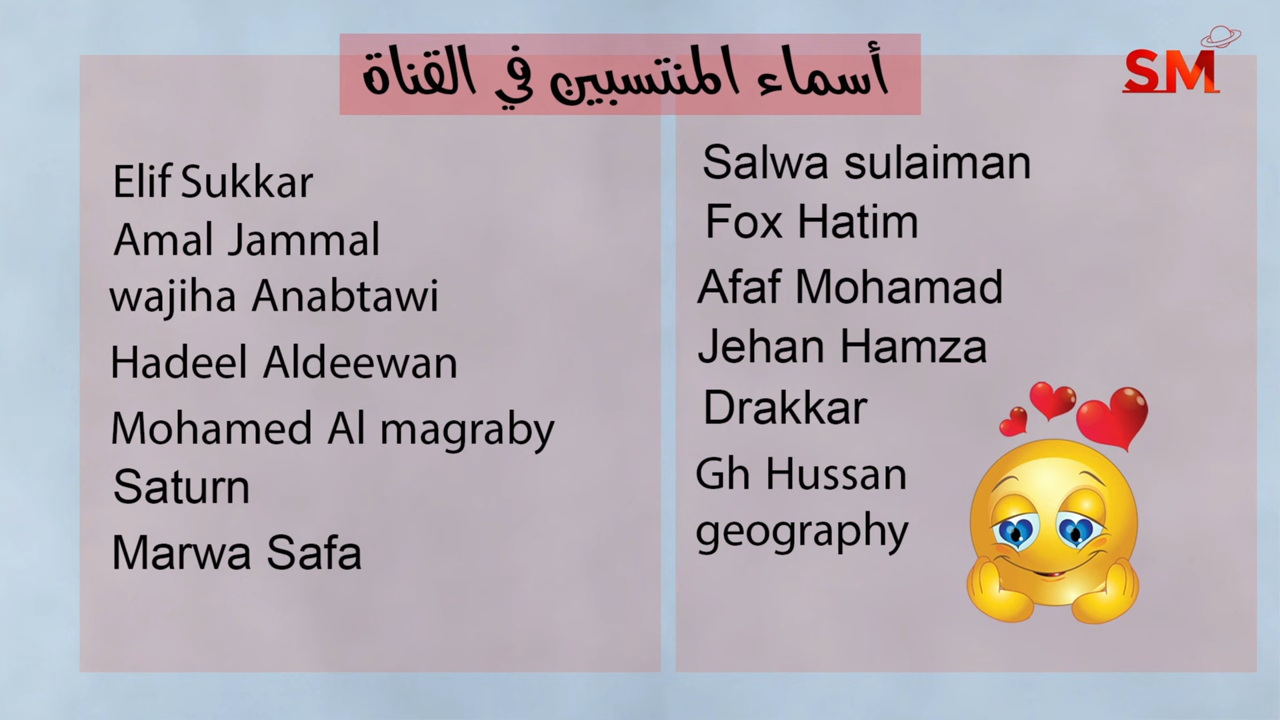 أسماء المنتسبين في القناة
SM
Elif Sukkar
Amal Jammal
wajiha Anabtawi
Hadeel Aldeewan
Mohamed Al magraby
Saturn
Marwa Safa
Salwa sulaiman
Fox Hatim
Afaf Mohamad
Jehan Hamza
Drakkar
Gh Hussan
geography